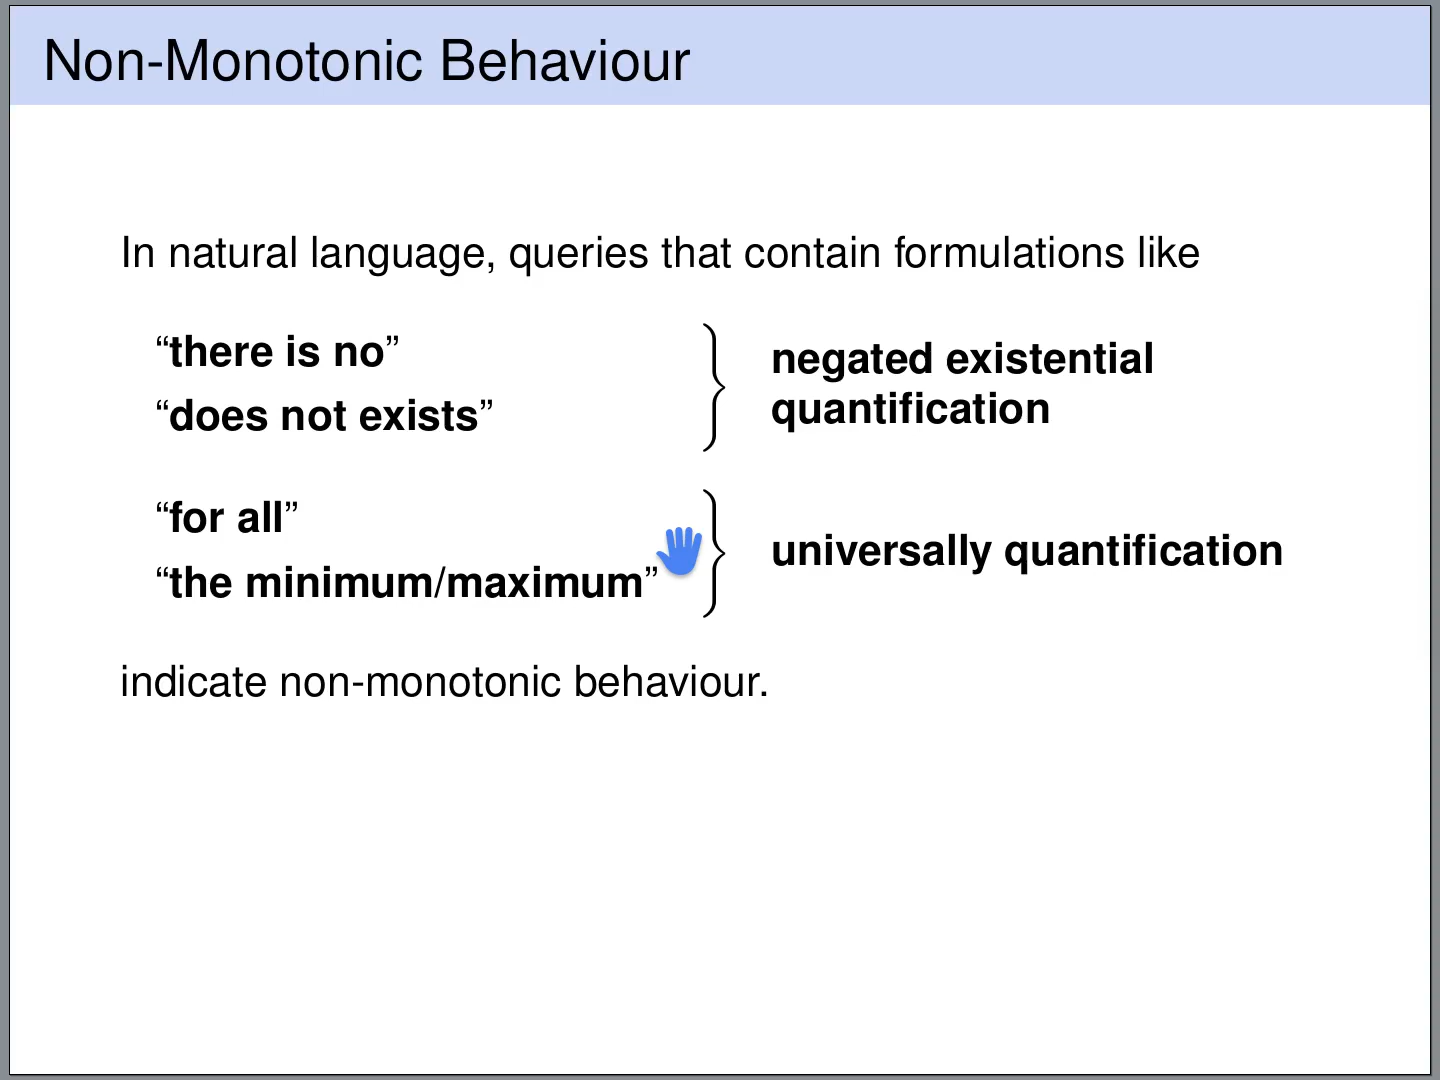 Non-Monotonic Behaviour
In natural language, queries that contain formulations like
“there is no”
“does not exists”
negated existential
quantification
“for all”
“the minimum/maximum”
universally quantification
indicate non-monotonic behaviour.